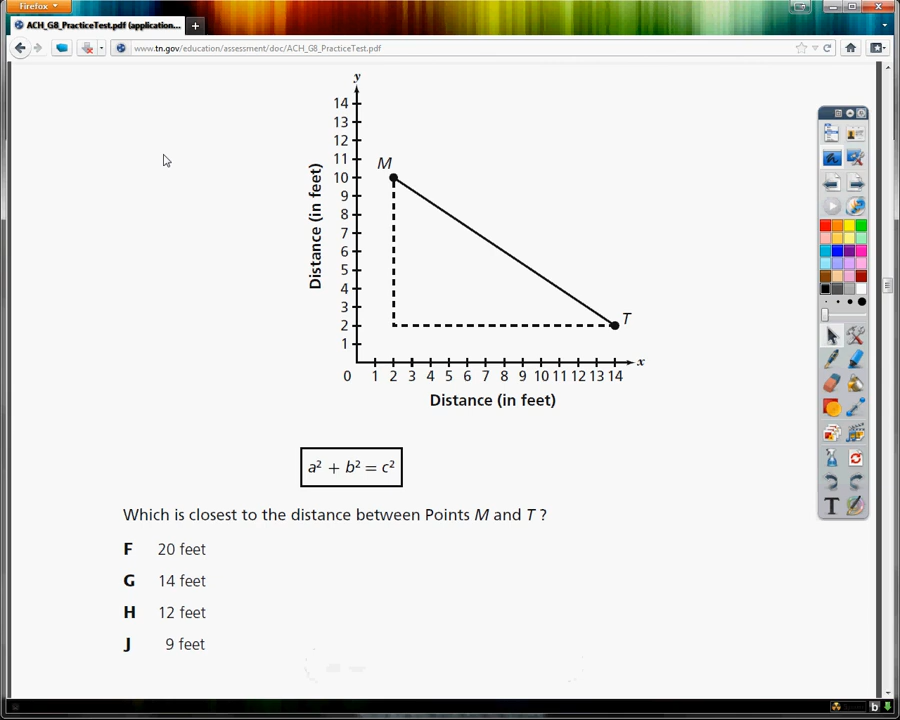 Firefox
ACH_G8_PracticeTest.pdf (application...
www.tn.gov/education/assessment/doc/ACH_G8_PracticeTest.pdf
y
14
13
12
11
10
9
8
7
6
5
4
3
2
1
Distance (in feet)
M
T
x
0 1 2 3 4 5 6 7 8 9 10 11 12 13 14
Distance (in feet)
a² + b² = c²
Which is closest to the distance between Points M and T ?
F 20 feet
G 14 feet
H 12 feet
J 9 feet
T
b